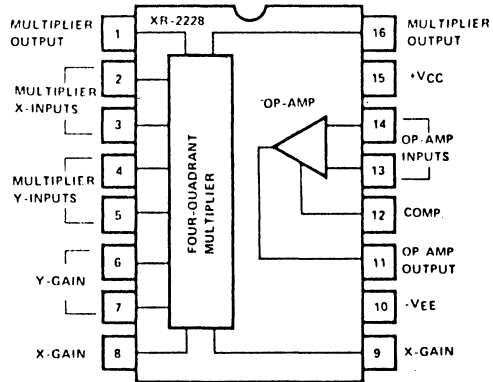 XR-2228
MULTIPLIER
OUTPUT
1
MULTIPLIER
X-INPUTS
2
3
MULTIPLIER
Y-INPUTS
4
5
Y-GAIN
6
7
X-GAIN
8
FOUR-QUADRANT
MULTIPLIER
OP-AMP
16
MULTIPLIER
OUTPUT
15
+VCC
14
13
OP-AMP
INPUTS
12
COMP.
11
OP AMP
OUTPUT
10
-VEE
9
X-GAIN